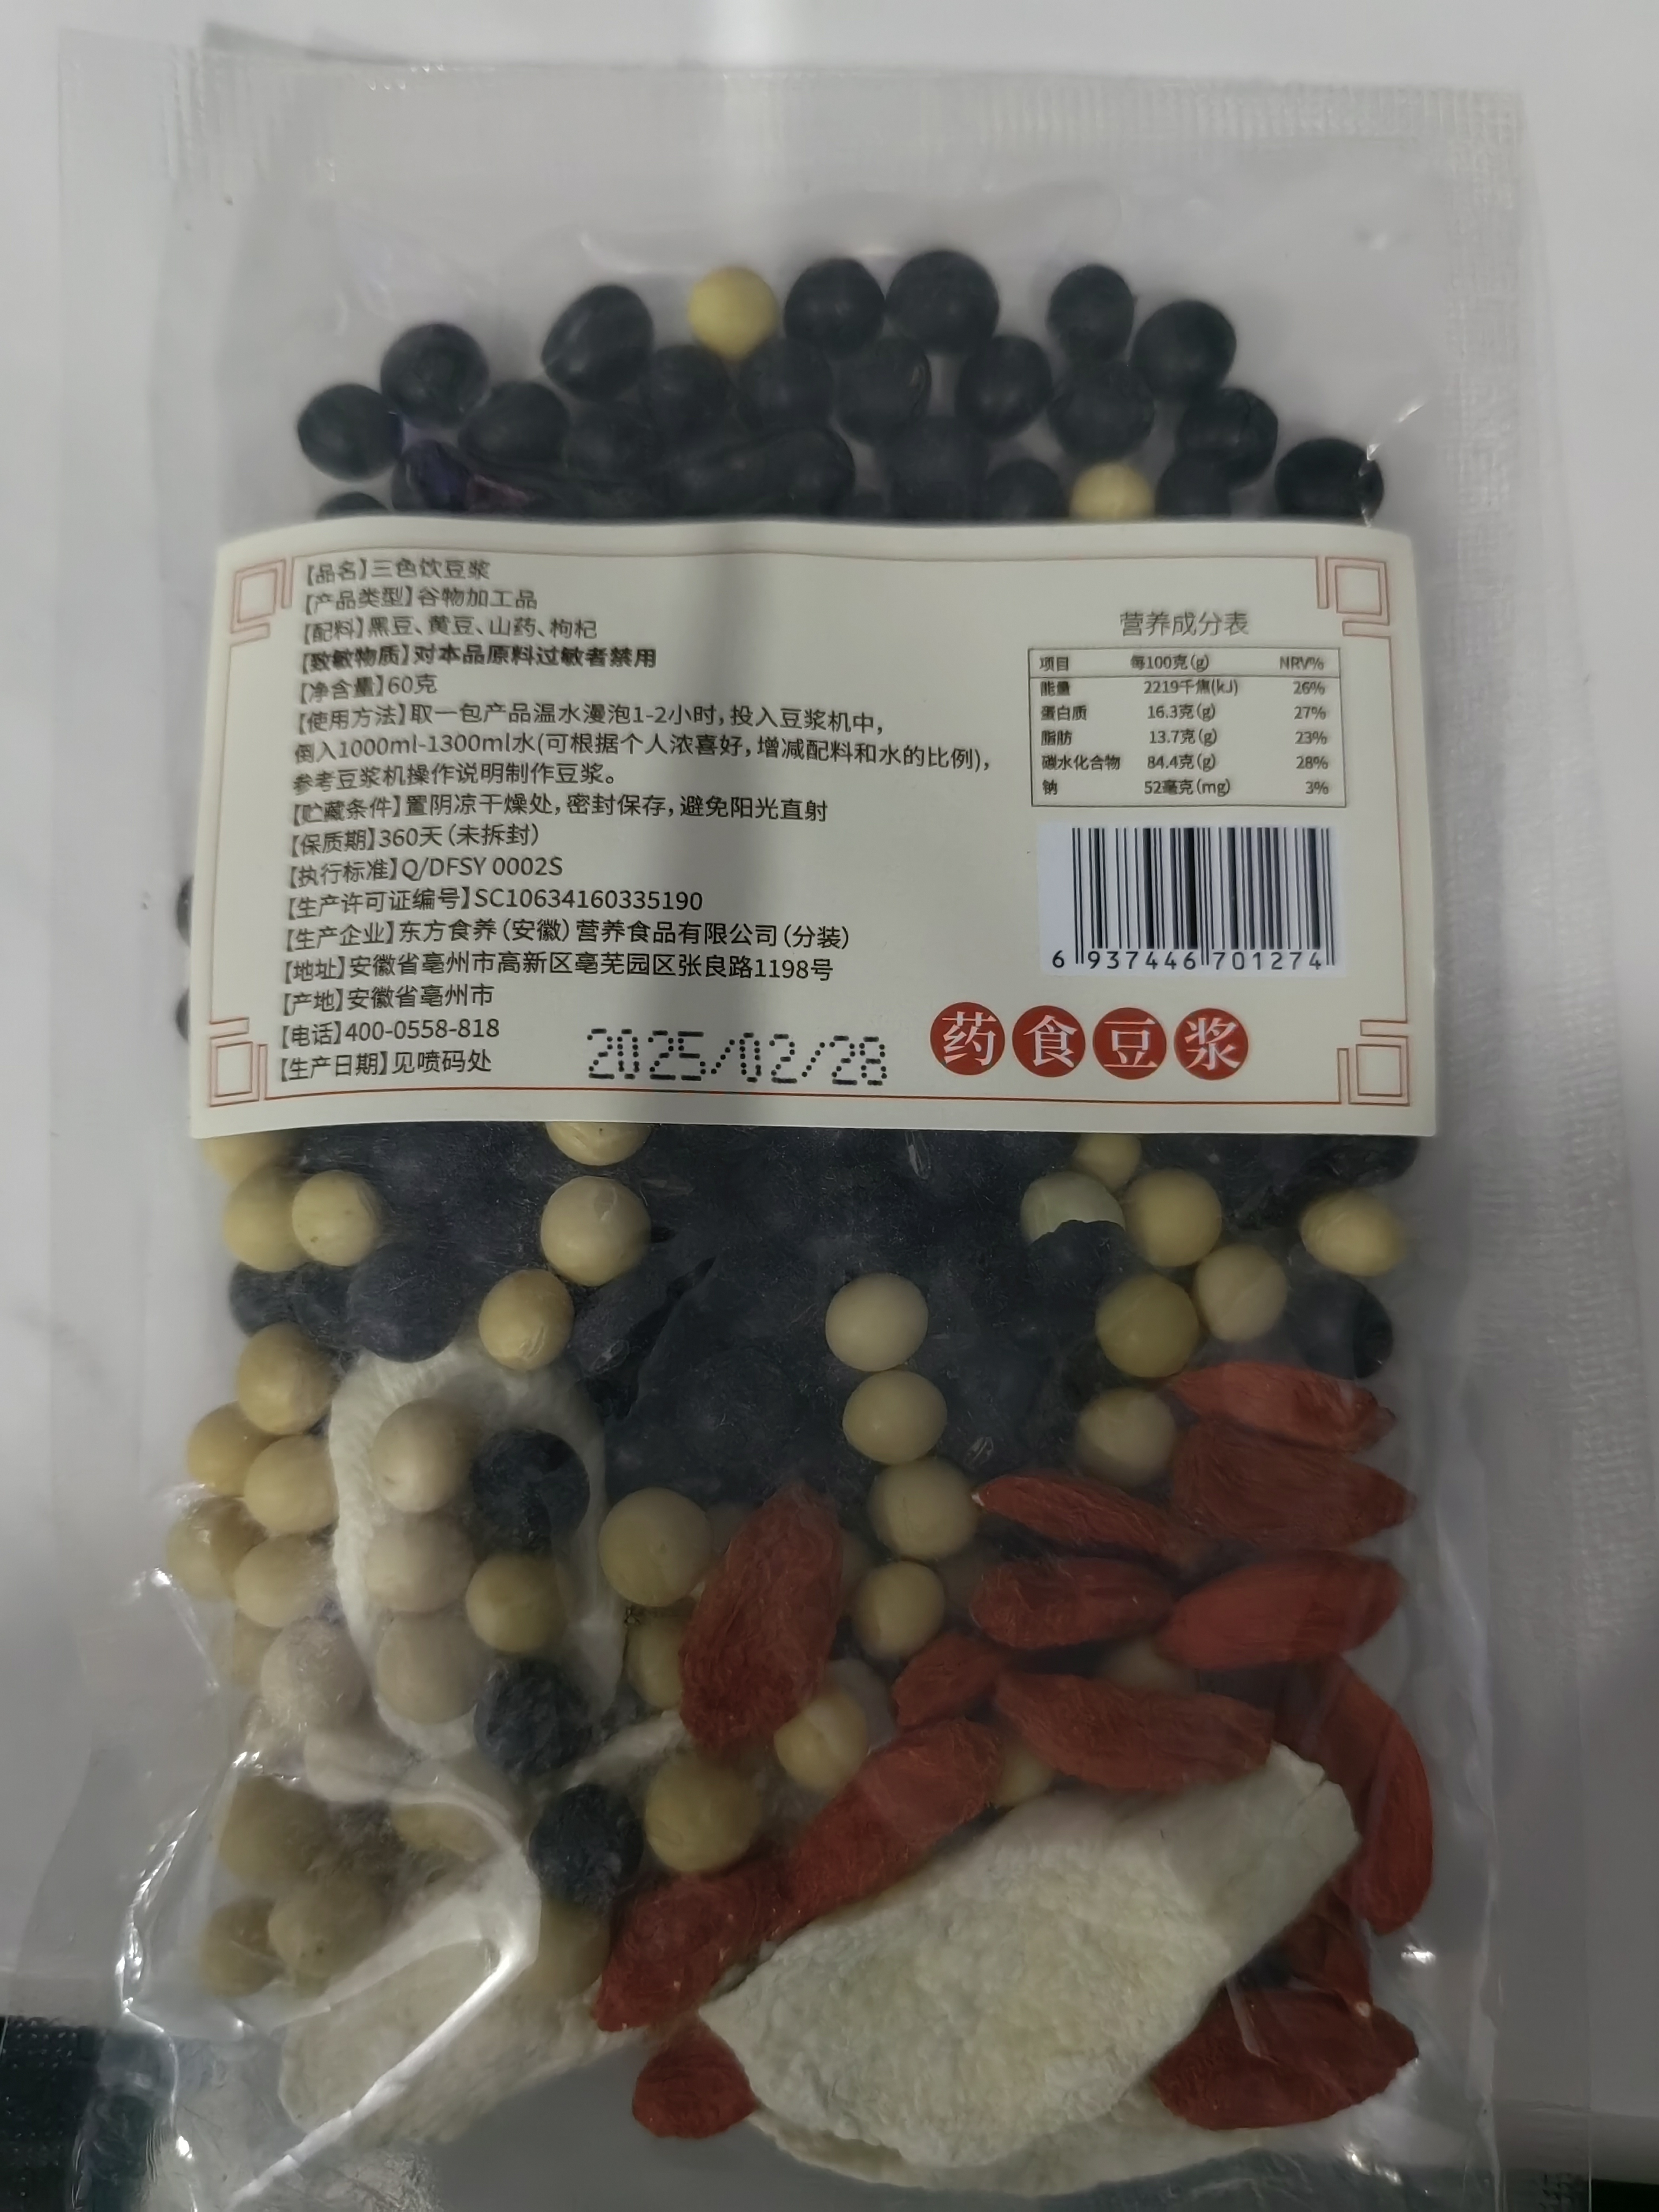 【品名】三色饮豆浆
【产品类型】谷物加工品
【配料】黑豆、黄豆、山药、枸杞
【致敏物质】对本品原料过敏者禁用
【净含量】60克
【使用方法】取一包产品温水漫泡1-2小时,投入豆浆机中,
倒入1000ml-1300ml水(可根据个人浓喜好,增减配料和水的比例),
参考豆浆机操作说明制作豆浆。
【贮藏条件】置阴凉干燥处,密封保存,避免阳光直射
【保质期】360天(未拆封)
【执行标准】Q/DFSY 0002S
【生产许可证编号】SC10634160335190
【生产企业】东方食养(安徽)营养食品有限公司(分装)
【地址】安徽省亳州市高新区亳芜园区张良路1198号
【产地】安徽省亳州市
【电话】400-0558-818
【生产日期】见喷码处
2025/02/28
营养成分表
项目 每100克(g) NRV%
能量 2219千焦(kJ) 26%
蛋白质 16.3克(g) 27%
脂肪 13.7克(g) 23%
碳水化合物 84.4克(g) 28%
钠 52毫克(mg) 3%
6 937446 701274
药食豆浆